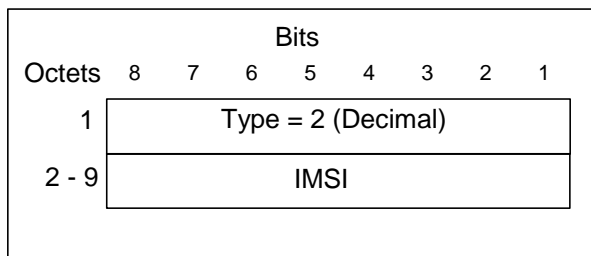 Bits
Octets 8 7 6 5 4 3 2 1
1 Type = 2 (Decimal)
2 - 9 IMSI